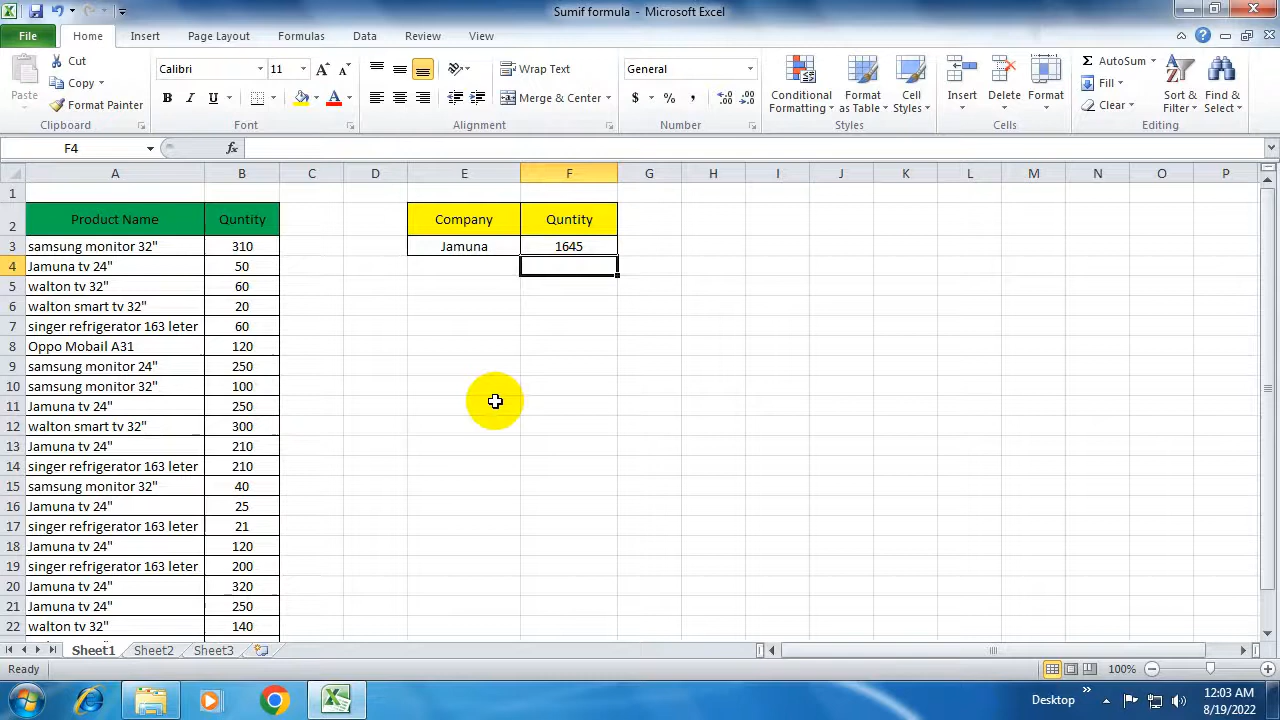 Sumif formula - Microsoft Excel
File Home Insert Page Layout Formulas Data Review View
Paste
Cut
Copy
Format Painter
Clipboard
Calibri 11
B I U A
Font
Wrap Text
Merge & Center
Alignment
General
$ % ,
Number
Conditional Formatting
Format as Table
Cell Styles
Styles
Insert
Delete
Format
Cells
Σ AutoSum
Fill
Clear
Sort & Filter
Find & Select
Editing
F4 fx
A B C D E F G H I J K L M N O P
1
2 Product Name Quntity Company Quntity
3 samsung monitor 32" 310 Jamuna 1645
4 Jamuna tv 24" 50
5 walton tv 32" 60
6 walton smart tv 32" 20
7 singer refrigerator 163 leter 60
8 Oppo Mobail A31 120
9 samsung monitor 24" 250
10 samsung monitor 32" 100
11 Jamuna tv 24" 250
12 walton smart tv 32" 300
13 Jamuna tv 24" 210
14 singer refrigerator 163 leter 210
15 samsung monitor 32" 40
16 Jamuna tv 24" 25
17 singer refrigerator 163 leter 21
18 Jamuna tv 24" 120
19 singer refrigerator 163 leter 200
20 Jamuna tv 24" 320
21 Jamuna tv 24" 250
22 walton tv 32" 140
Sheet1 Sheet2 Sheet3
Ready 100%
Desktop
12:03 AM
8/19/2022